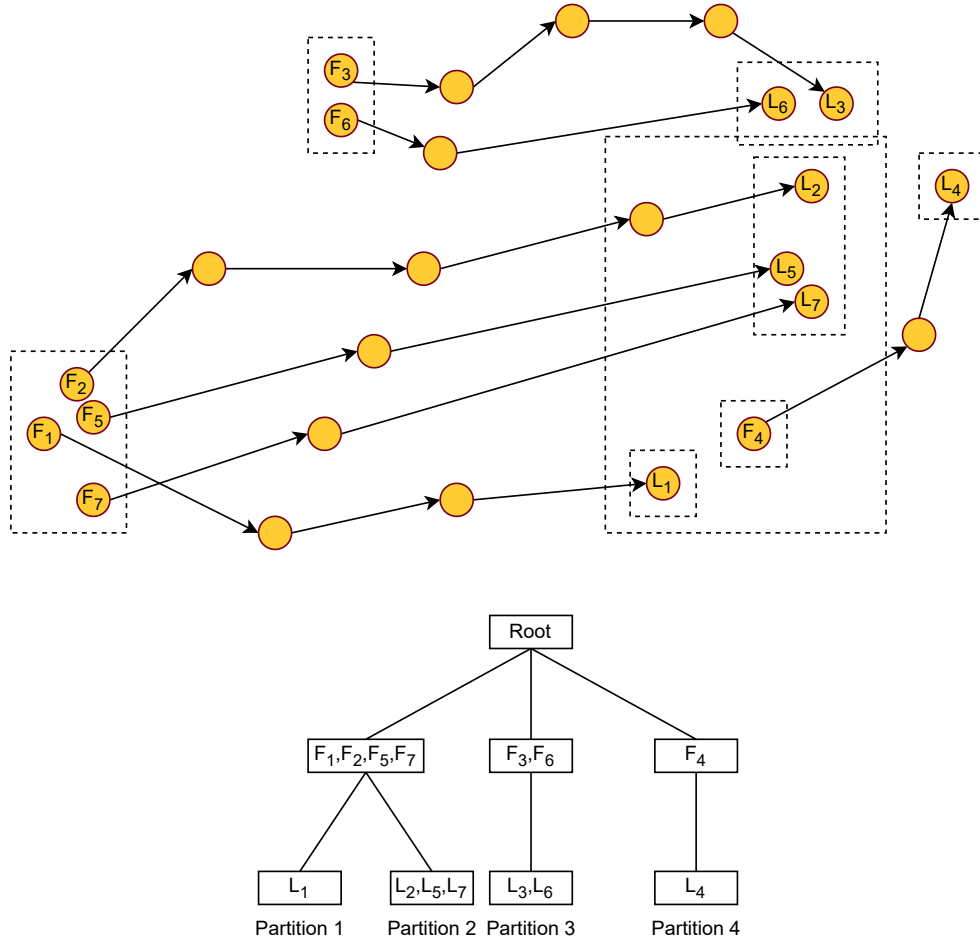 F3
L6 L3
F6
L2
L4
L5
L7
F2
F5
F1
F4
L1
F7
Root
F1,F2,F5,F7
F3,F6
F4
L1
L2,L5,L7
L3,L6
L4
Partition 1
Partition 2
Partition 3
Partition 4